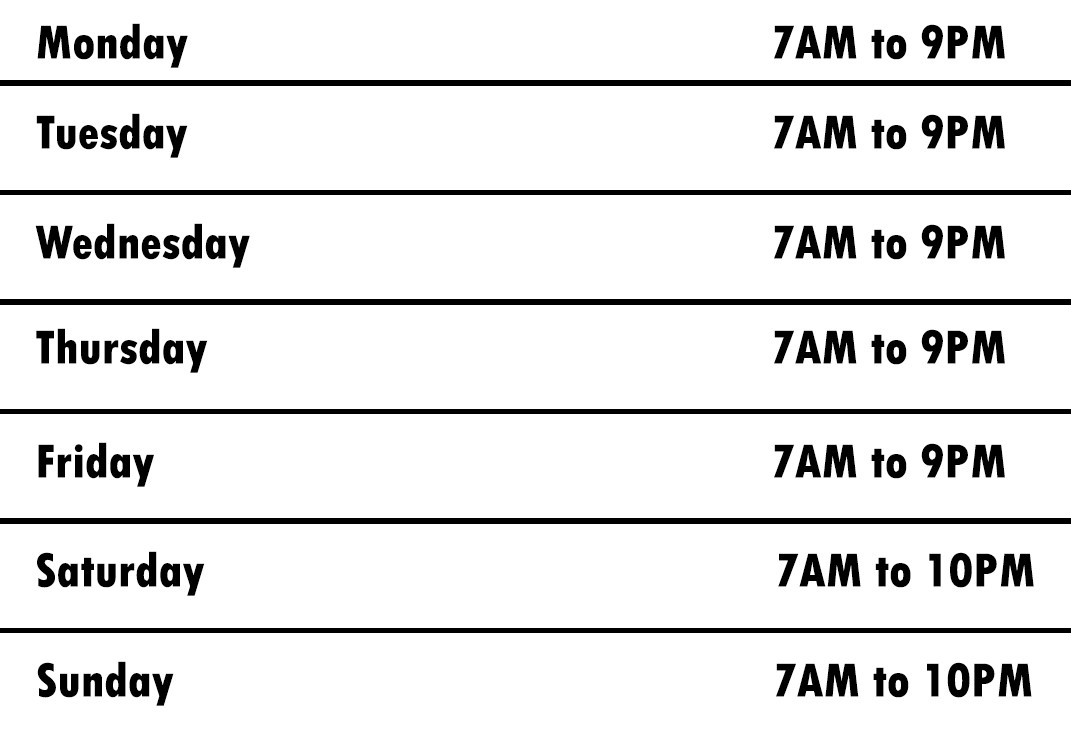 Monday 7AM to 9PM
Tuesday 7AM to 9PM
Wednesday 7AM to 9PM
Thursday 7AM to 9PM
Friday 7AM to 9PM
Saturday 7AM to 10PM
Sunday 7AM to 10PM